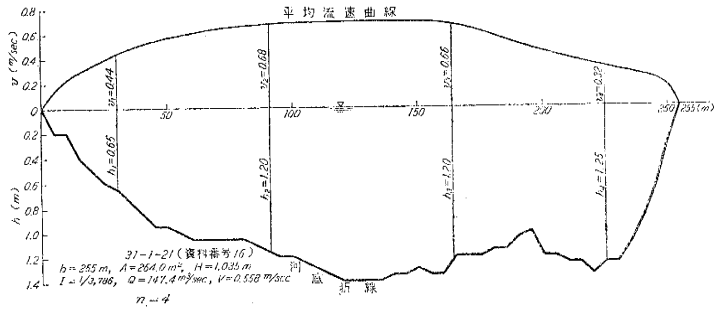 平均流速曲線
0.8
0.6
0.4
0.2
0
0.2
0.4
0.6
0.8
1.0
1.2
1.4
v (m/sec)
h (m)
v₁=0.44
v₂=0.68
v₃=0.66
v₄=0.32
50
100
150
200
250
255(m)
h₁=0.65
h₂=1.20
h₃=1.20
h₄=1.25
31-1-21 (資料番号16)
b=255 m, A=264.0 m², H=1.035 m
I=1/3,786, Q=147.4 m³/sec, V=0.558 m/sec
n=4
河底折線